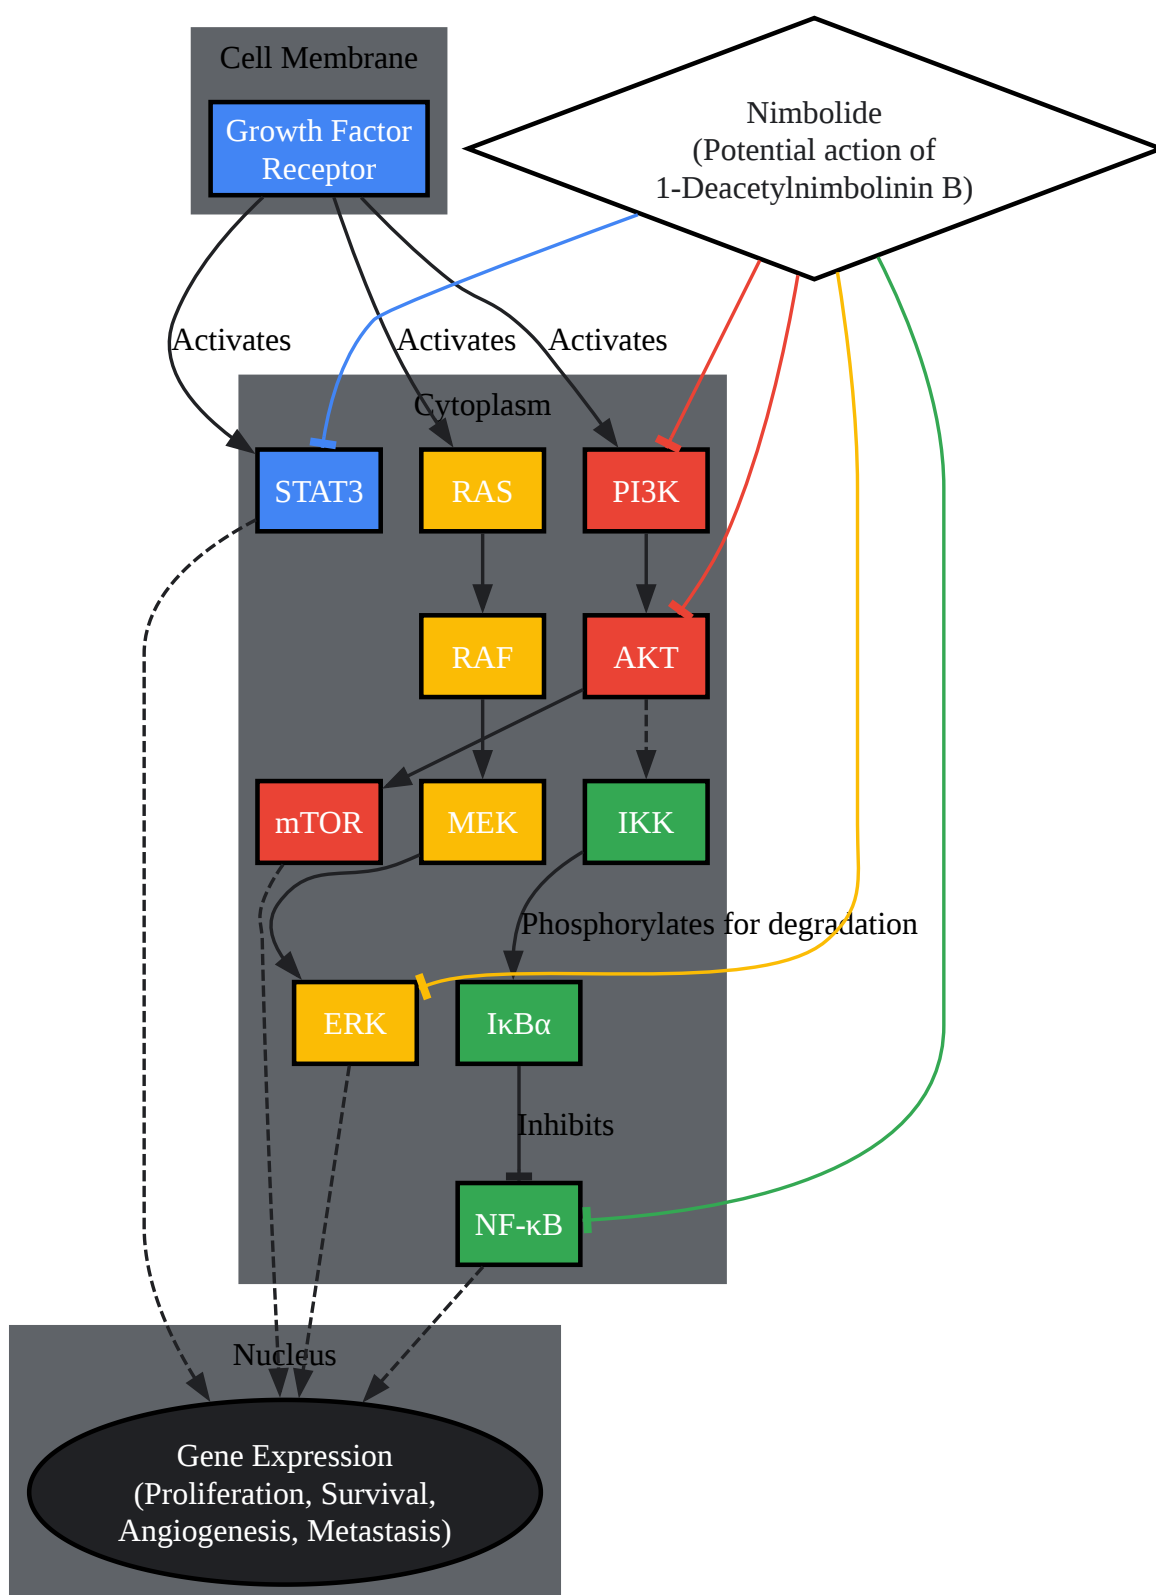 Cell Membrane
Growth Factor
Receptor
Nimbolide
(Potential action of
1-Deacetylnimbolinin B)
Activates
Activates
Activates
Cytoplasm
STAT3
RAS
PI3K
RAF
AKT
mTOR
MEK
IKK
Phosphorylates for degradation
ERK
IκBα
Inhibits
NF-κB
Nucleus
Gene Expression
(Proliferation, Survival,
Angiogenesis, Metastasis)